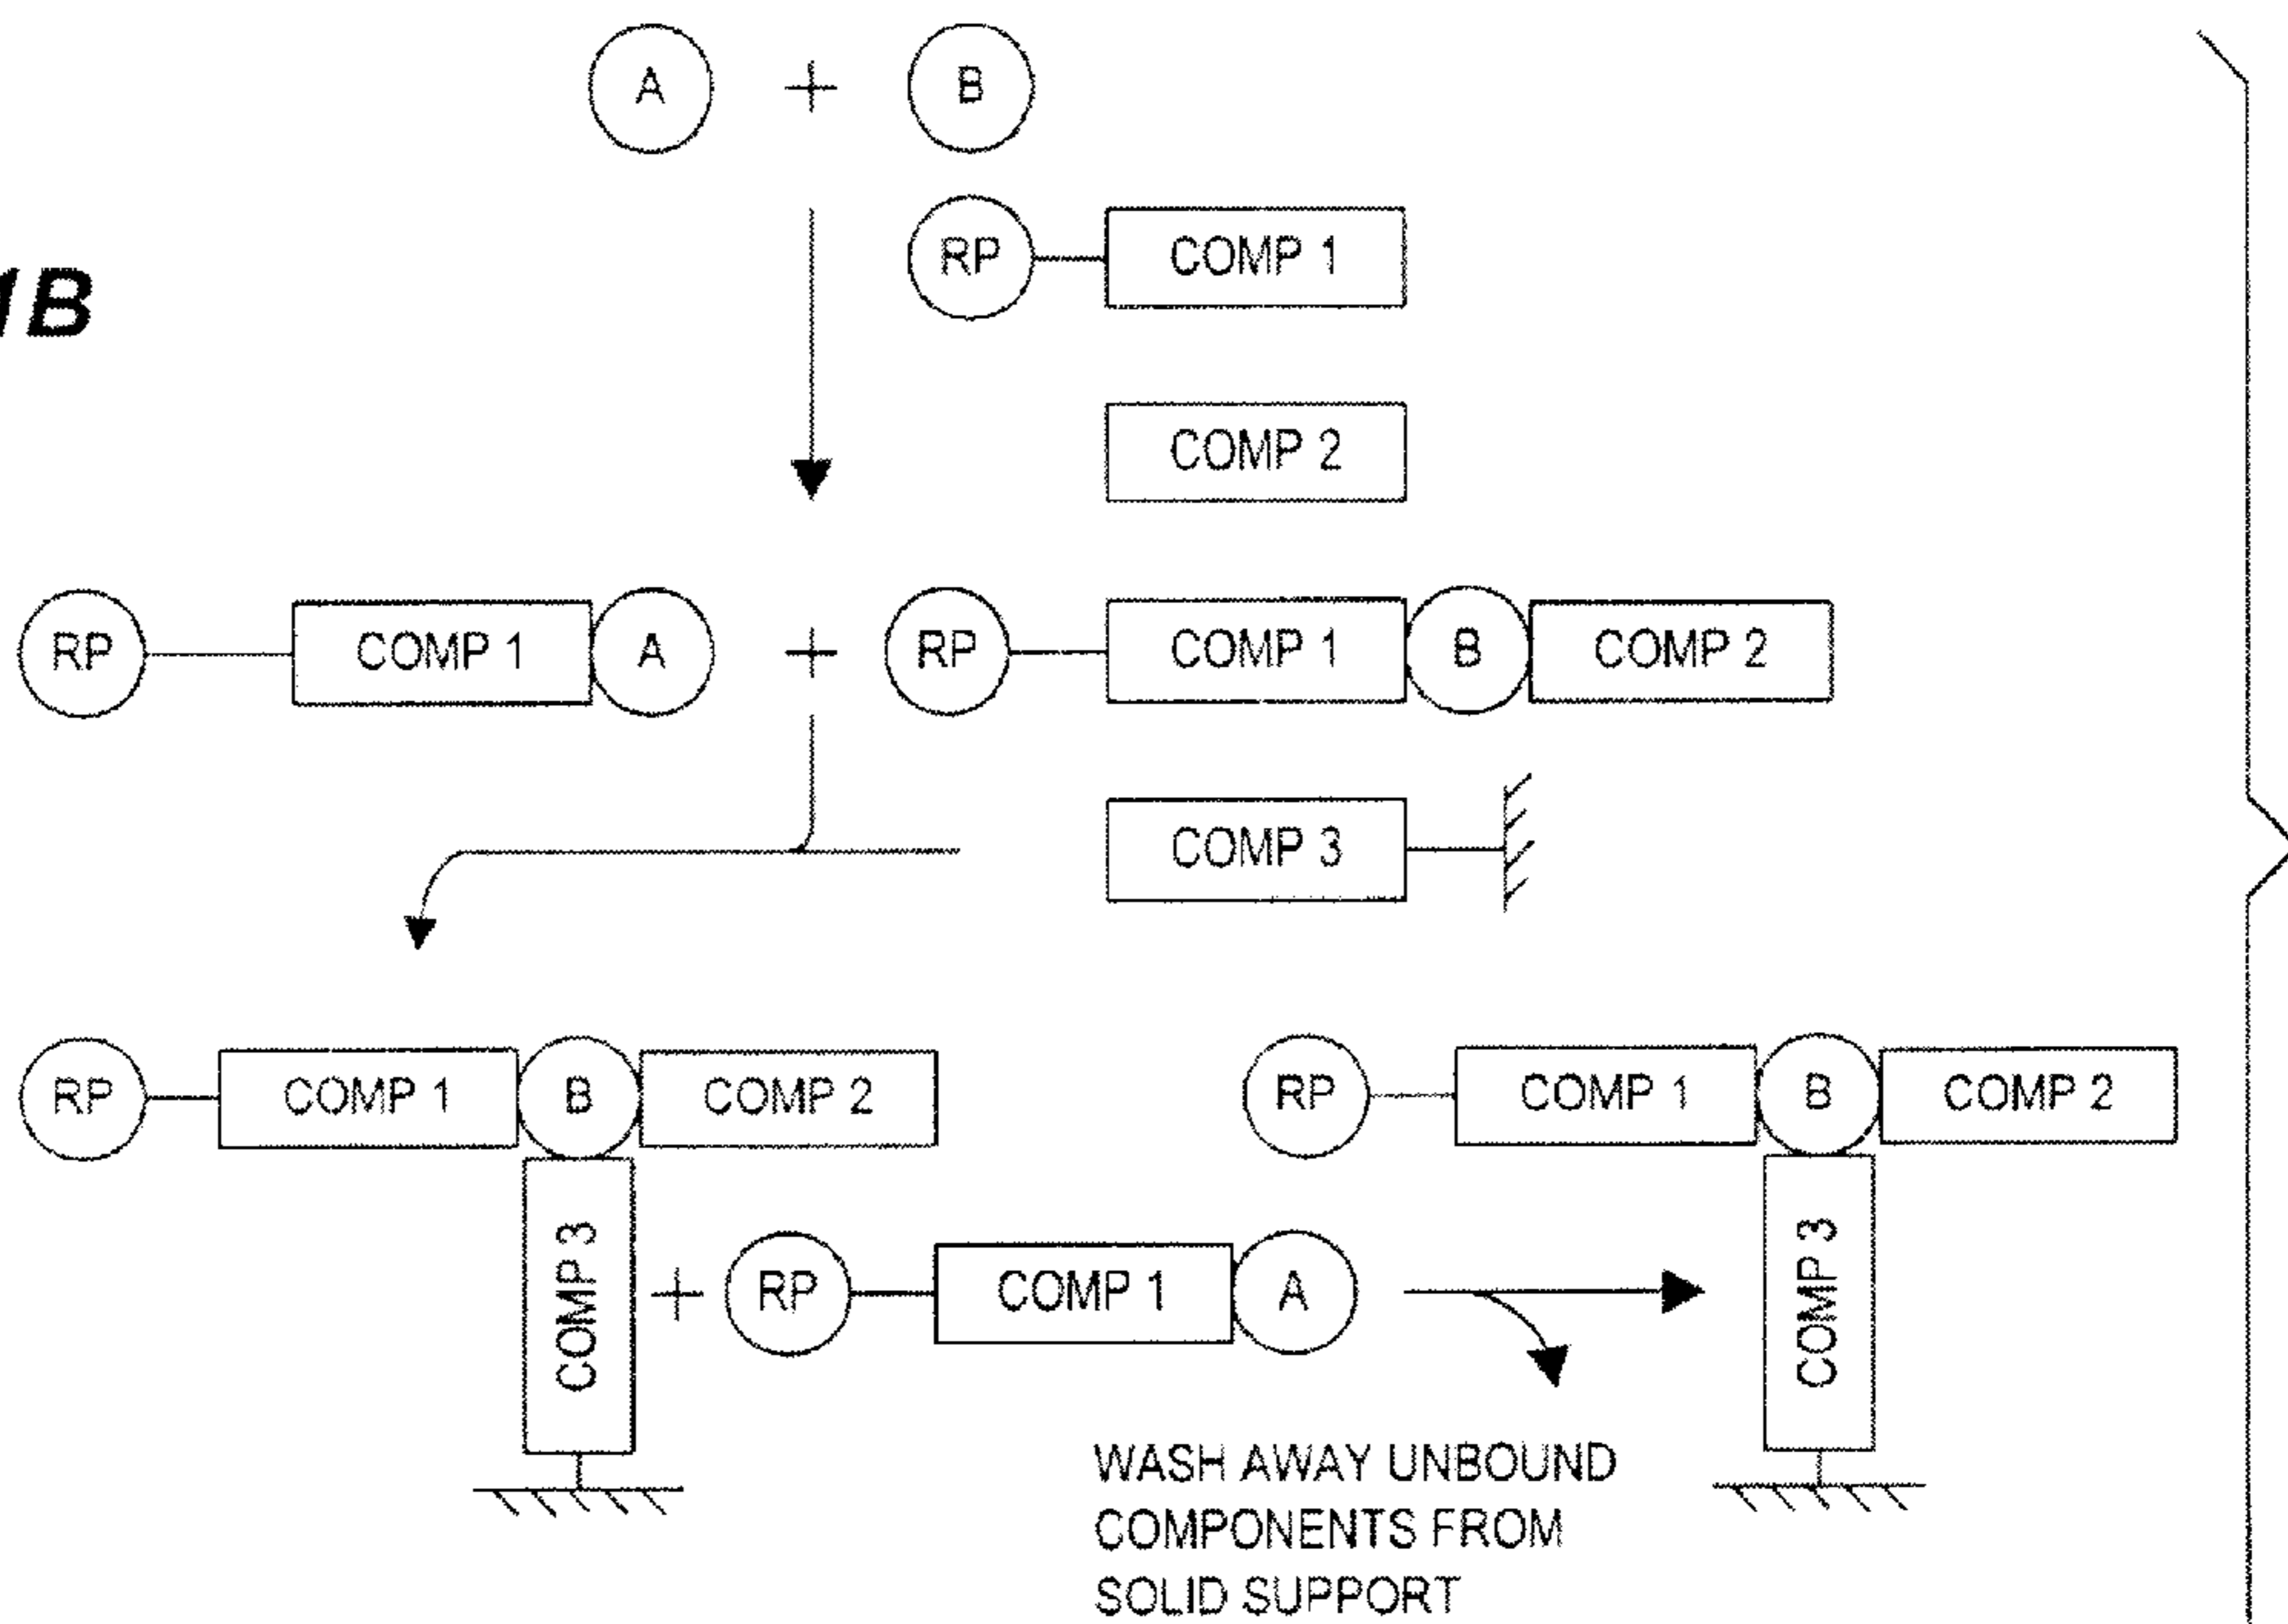 A + B
RP COMP 1
1B
COMP 2
RP COMP 1 A + RP COMP 1 B COMP 2
COMP 3
RP COMP 1 B COMP 2 RP COMP 1 B COMP 2
COMP 3 + RP COMP 1 A COMP 3
WASH AWAY UNBOUND
COMPONENTS FROM
SOLID SUPPORT